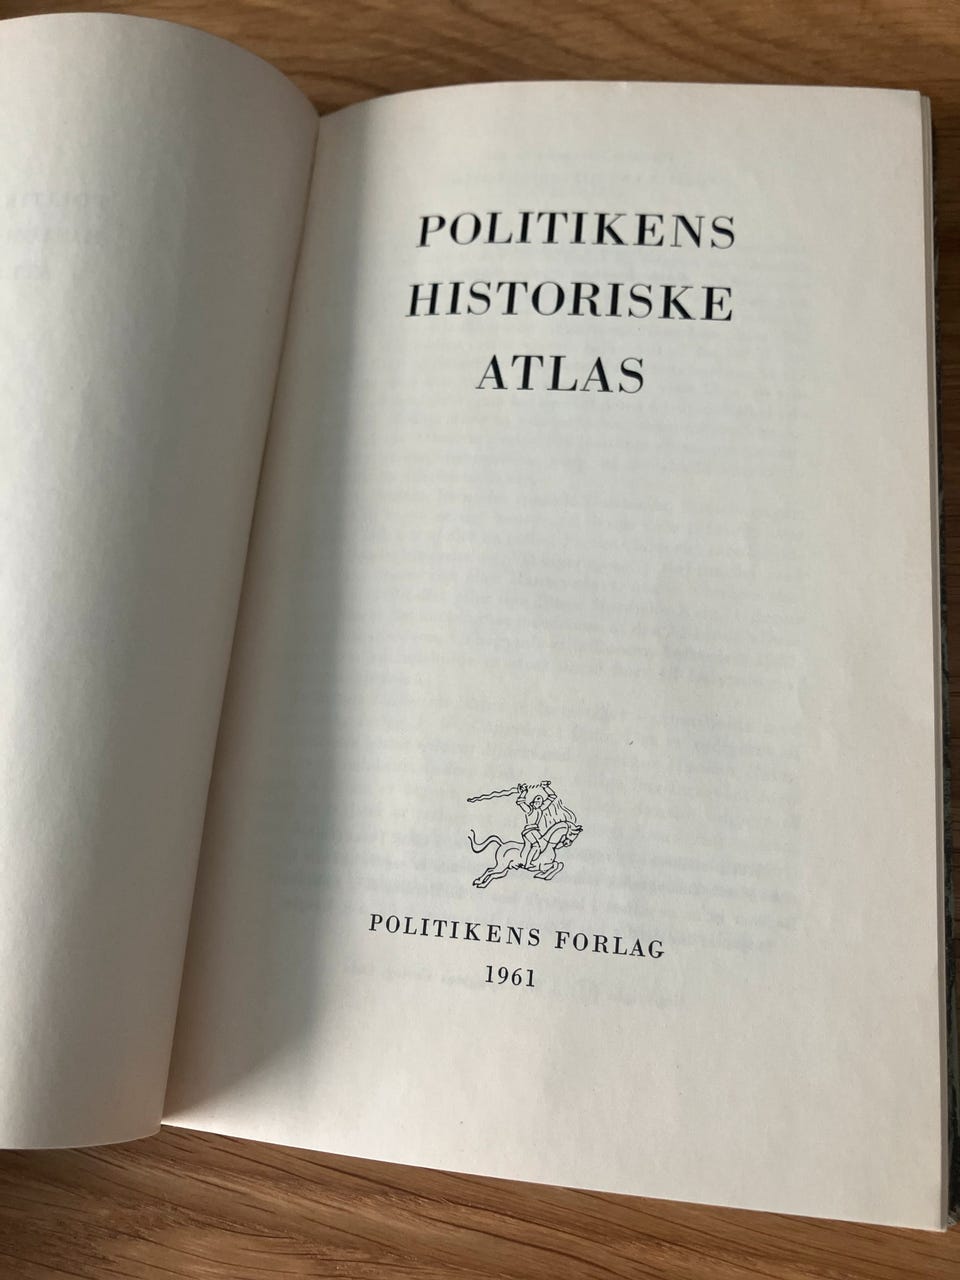 POLITIKENS
HISTORISKE
ATLAS
POLITIKENS FORLAG
1961